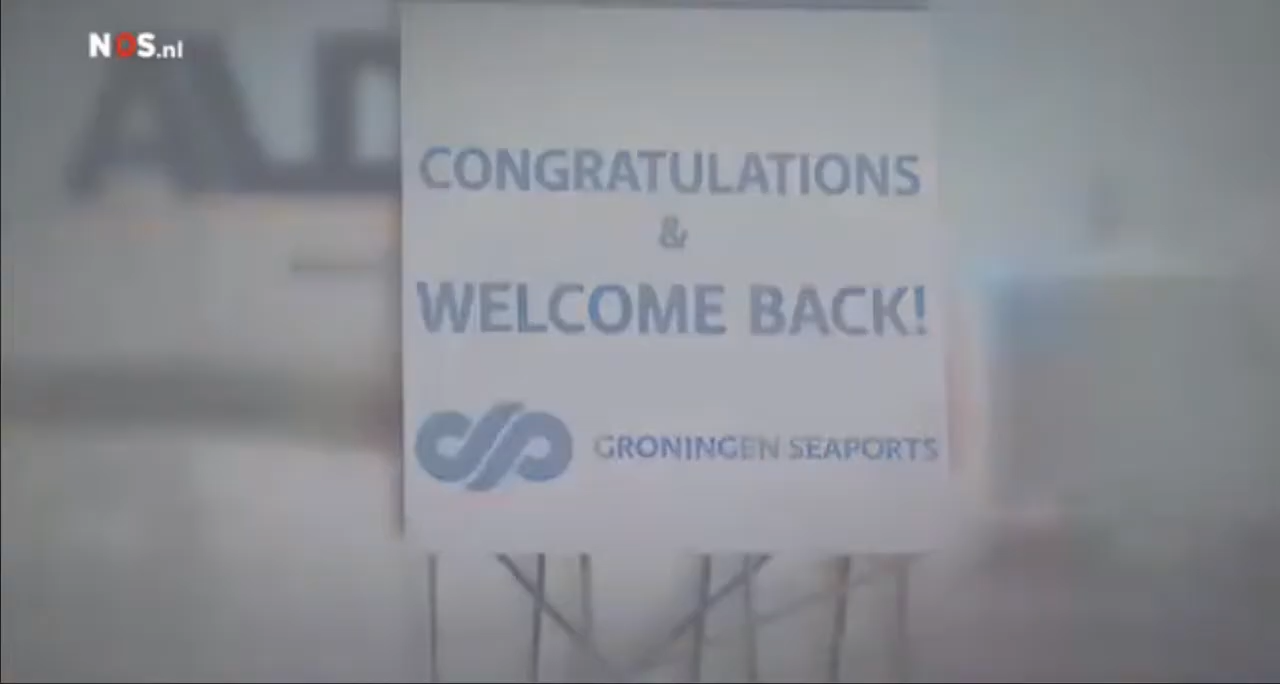 NOS.nl
CONGRATULATIONS
&
WELCOME BACK!
GRONINGEN SEAPORTS